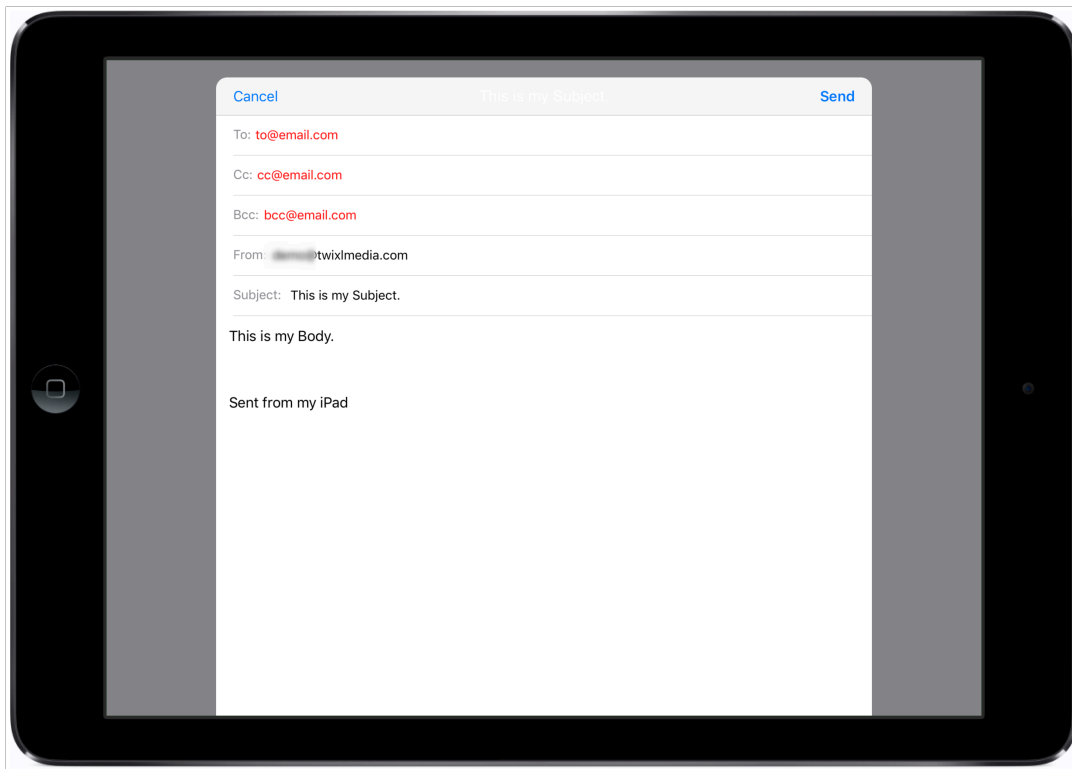 Cancel This is my Subject. Send
To: to@email.com
Cc: cc@email.com
Bcc: bcc@email.com
From: @twixlmedia.com
Subject: This is my Subject.
This is my Body.
Sent from my iPad